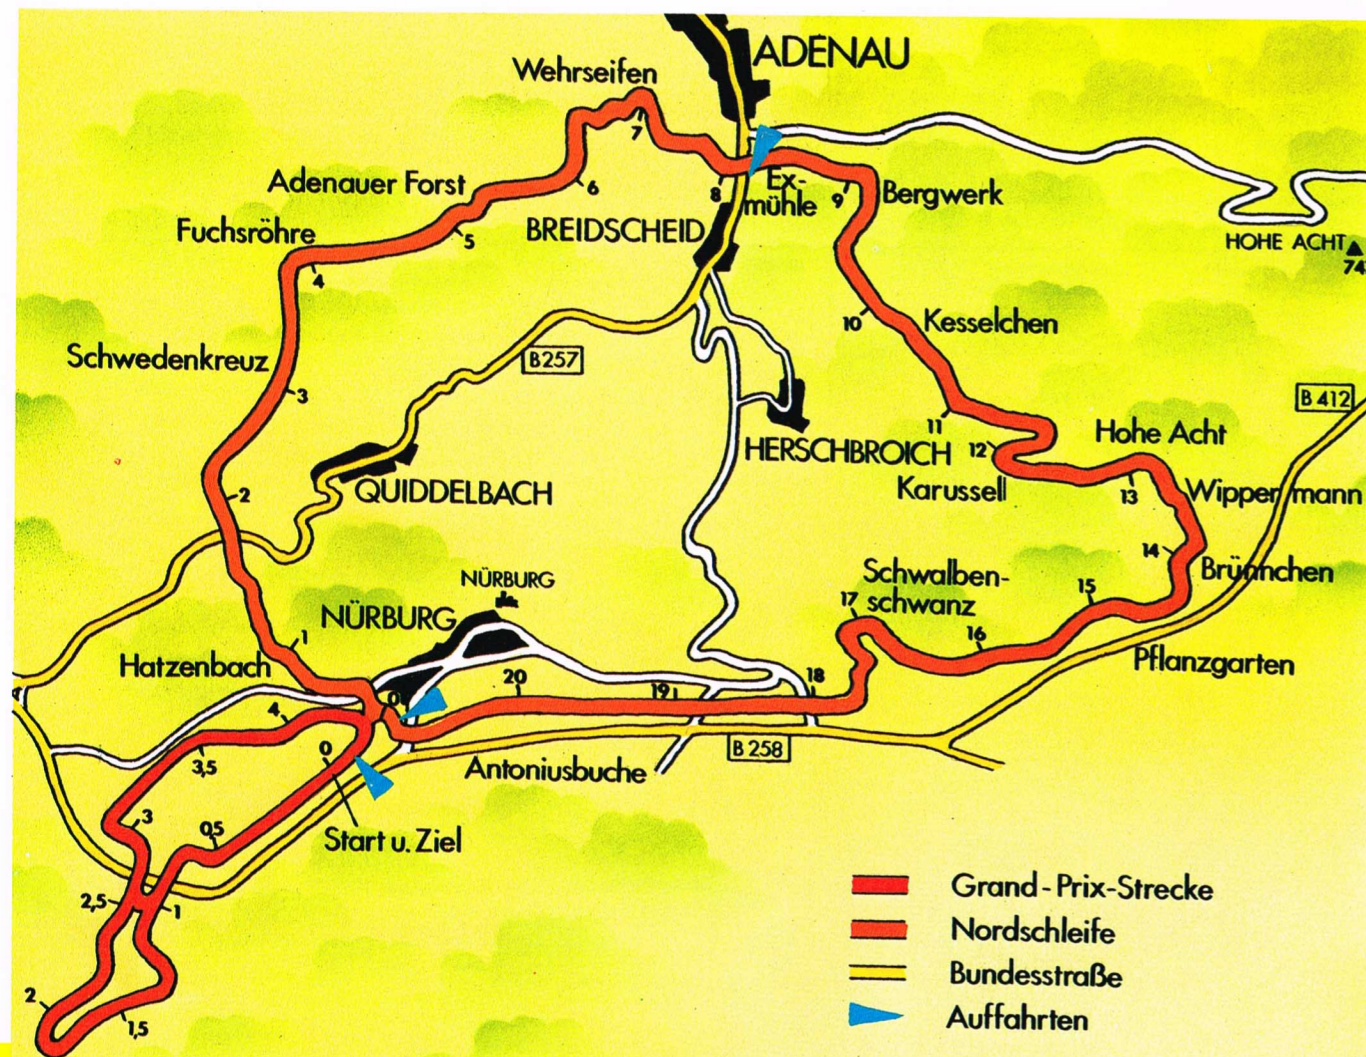 ADENAU
Wehrseifen
7
Adenauer Forst
6
8
Ex-
mühle
9
Bergwerk
Fuchsröhre
5
BREIDSCHEID
HOHE ACHT
74
4
10
Kesselchen
Schwedenkreuz
B 257
3
B 412
11
Hohe Acht
HERSCHBROICH
12
Karussell
13
Wippermann
2
QUIDDELBACH
14
Brünnchen
Schwalben-
schwanz
15
17
16
NÜRBURG
NÜRBURG
1
Hatzenbach
Pflanzgarten
20
19
18
0
4
0
3,5
B 258
Antoniusbuche
3
0,5
Start u. Ziel
2,5
1
2
1,5
Grand-Prix-Strecke
Nordschleife
Bundesstraße
Auffahrten